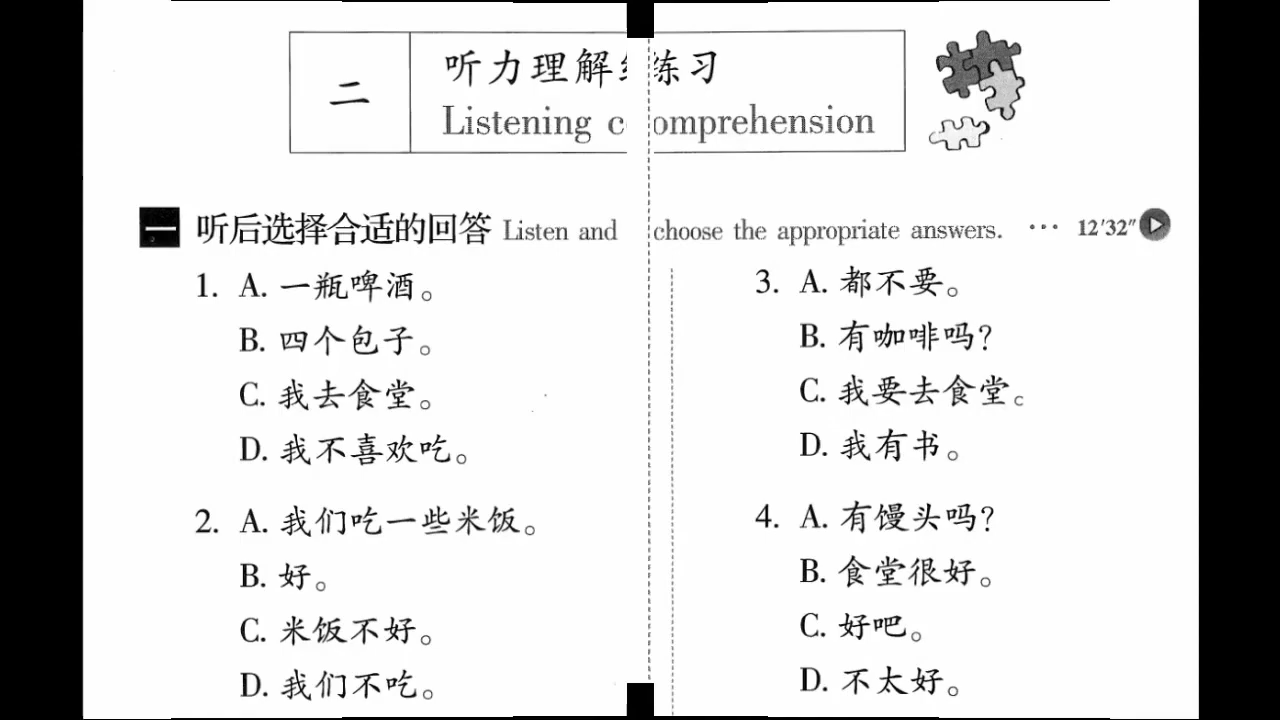 二
听力理解练习
Listening comprehension
一 听后选择合适的回答 Listen and choose the appropriate answers. … 12′32″
1. A. 一瓶啤酒。
B. 四个包子。
C. 我去食堂。
D. 我不喜欢吃。
2. A. 我们吃一些米饭。
B. 好。
C. 米饭不好。
D. 我们不吃。
3. A. 都不要。
B. 有咖啡吗？
C. 我要去食堂。
D. 我有书。
4. A. 有馒头吗？
B. 食堂很好。
C. 好吧。
D. 不太好。